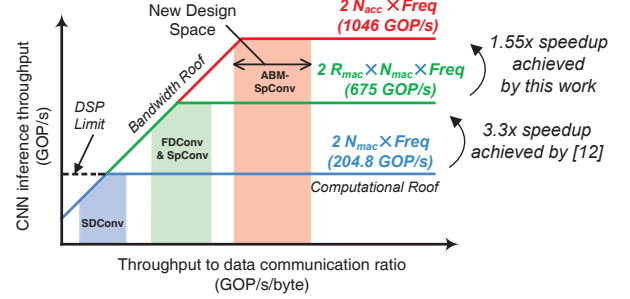 New Design
Space
2 N_acc × Freq
(1046 GOP/s)
1.55x speedup
achieved
by this work
ABM-
SpConv
2 R_mac × N_mac × Freq
(675 GOP/s)
Bandwidth Roof
DSP
Limit
FDConv
& SpConv
2 N_mac × Freq
(204.8 GOP/s)
3.3x speedup
achieved by [12]
Computational Roof
SDConv
CNN inference throughput
(GOP/s)
Throughput to data communication ratio
(GOP/s/byte)